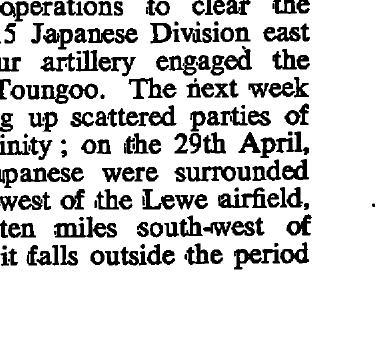 operations to clear the
5 Japanese Division east
ur artillery engaged the
Toungoo. The next week
g up scattered parties of
inity ; on the 29th April,
apanese were surrounded
west of the Lewe airfield,
ten miles south-west of
it falls outside the period